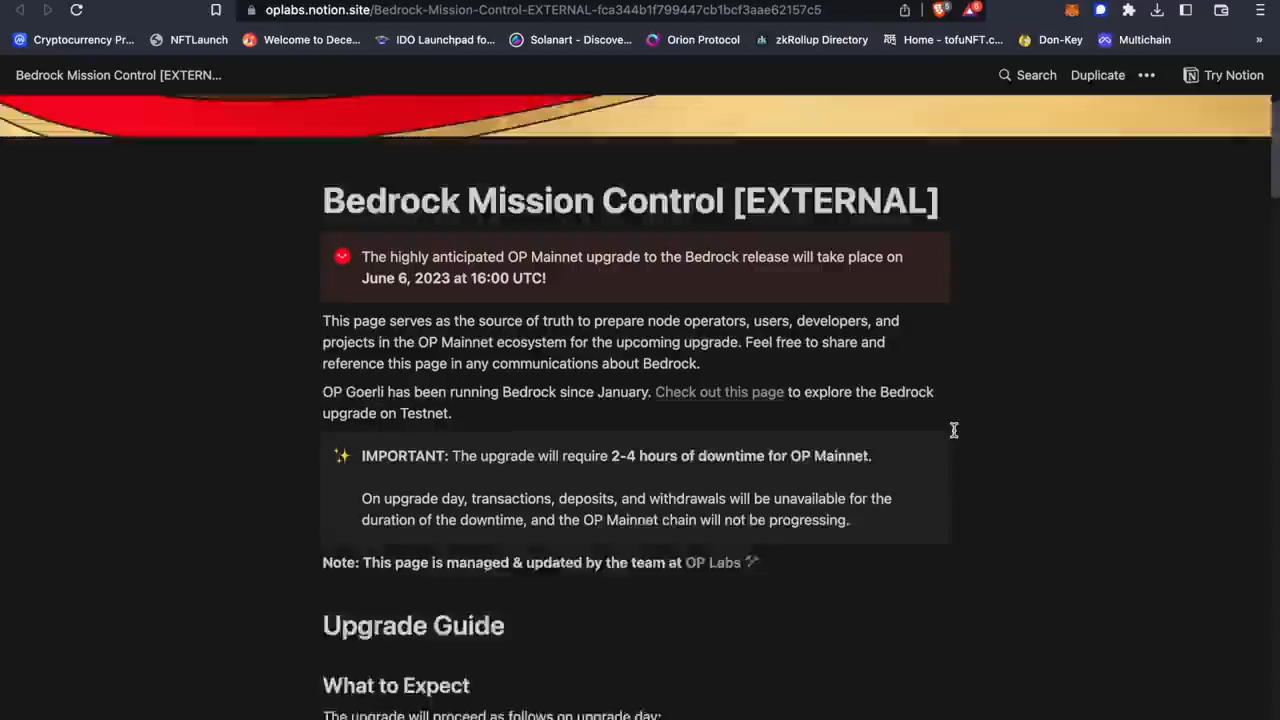 oplabs.notion.site/Bedrock-Mission-Control-EXTERNAL-fca344b1f799447cb1bcf3aae62157c5
5
6
Cryptocurrency Pr...
NFTLaunch
Welcome to Dece...
IDO Launchpad fo...
Solanart - Discove...
Orion Protocol
zkRollup Directory
Home - tofuNFT.c...
Don-Key
Multichain
»
Bedrock Mission Control [EXTERN...
Search
Duplicate
•••
Try Notion
Bedrock Mission Control [EXTERNAL]
The highly anticipated OP Mainnet upgrade to the Bedrock release will take place on
June 6, 2023 at 16:00 UTC!
This page serves as the source of truth to prepare node operators, users, developers, and
projects in the OP Mainnet ecosystem for the upcoming upgrade. Feel free to share and
reference this page in any communications about Bedrock.
OP Goerli has been running Bedrock since January. Check out this page to explore the Bedrock
upgrade on Testnet.
IMPORTANT: The upgrade will require 2-4 hours of downtime for OP Mainnet.
On upgrade day, transactions, deposits, and withdrawals will be unavailable for the
duration of the downtime, and the OP Mainnet chain will not be progressing.
Note: This page is managed & updated by the team at OP Labs
Upgrade Guide
What to Expect
The upgrade will proceed as follows on upgrade day: